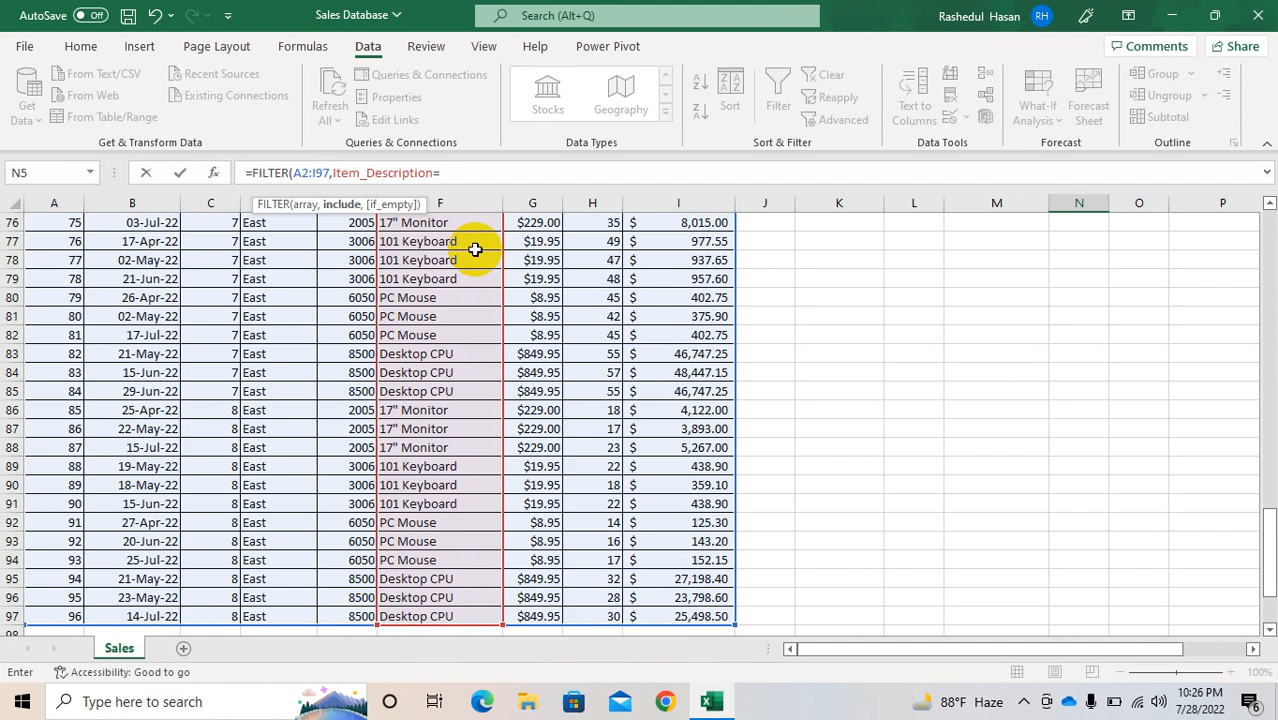 AutoSave Off Sales Database Search (Alt+Q) Rashedul Hasan RH
File Home Insert Page Layout Formulas Data Review View Help Power Pivot Comments Share
Get Data From Text/CSV From Web From Table/Range Recent Sources Existing Connections
Refresh All Queries & Connections Properties Edit Links
Stocks Geography
Sort Filter Clear Reapply Advanced
Text to Columns What-If Analysis Forecast Sheet Group Ungroup Subtotal
Get & Transform Data Queries & Connections Data Types Sort & Filter Data Tools Forecast Outline
N5 fx =FILTER(A2:I97,Item_Description=
FILTER(array, include, [if_empty])
A B C F G H I J K L M N O P
76 75 03-Jul-22 7 East 2005 17" Monitor $229.00 35 $ 8,015.00
77 76 17-Apr-22 7 East 3006 101 Keyboard $19.95 49 $ 977.55
78 77 02-May-22 7 East 3006 101 Keyboard $19.95 47 $ 937.65
79 78 21-Jun-22 7 East 3006 101 Keyboard $19.95 48 $ 957.60
80 79 26-Apr-22 7 East 6050 PC Mouse $8.95 45 $ 402.75
81 80 02-May-22 7 East 6050 PC Mouse $8.95 42 $ 375.90
82 81 17-Jul-22 7 East 6050 PC Mouse $8.95 45 $ 402.75
83 82 21-May-22 7 East 8500 Desktop CPU $849.95 55 $ 46,747.25
84 83 15-Jun-22 7 East 8500 Desktop CPU $849.95 57 $ 48,447.15
85 84 29-Jun-22 7 East 8500 Desktop CPU $849.95 55 $ 46,747.25
86 85 25-Apr-22 8 East 2005 17" Monitor $229.00 18 $ 4,122.00
87 86 22-May-22 8 East 2005 17" Monitor $229.00 17 $ 3,893.00
88 87 15-Jul-22 8 East 2005 17" Monitor $229.00 23 $ 5,267.00
89 88 19-May-22 8 East 3006 101 Keyboard $19.95 22 $ 438.90
90 89 18-May-22 8 East 3006 101 Keyboard $19.95 18 $ 359.10
91 90 15-Jun-22 8 East 3006 101 Keyboard $19.95 22 $ 438.90
92 91 27-Apr-22 8 East 6050 PC Mouse $8.95 14 $ 125.30
93 92 20-Jun-22 8 East 6050 PC Mouse $8.95 16 $ 143.20
94 93 25-Jul-22 8 East 6050 PC Mouse $8.95 17 $ 152.15
95 94 21-May-22 8 East 8500 Desktop CPU $849.95 32 $ 27,198.40
96 95 23-May-22 8 East 8500 Desktop CPU $849.95 28 $ 23,798.60
97 96 14-Jul-22 8 East 8500 Desktop CPU $849.95 30 $ 25,498.50
98
Sales
Enter Accessibility: Good to go 100%
Type here to search 88°F Haze 10:26 PM
7/28/2022 6